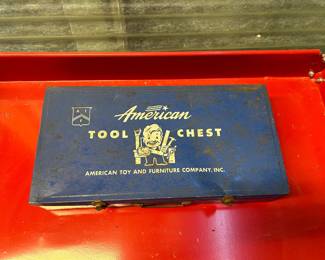 American
TOOL CHEST
AMERICAN TOY AND FURNITURE COMPANY, INC.